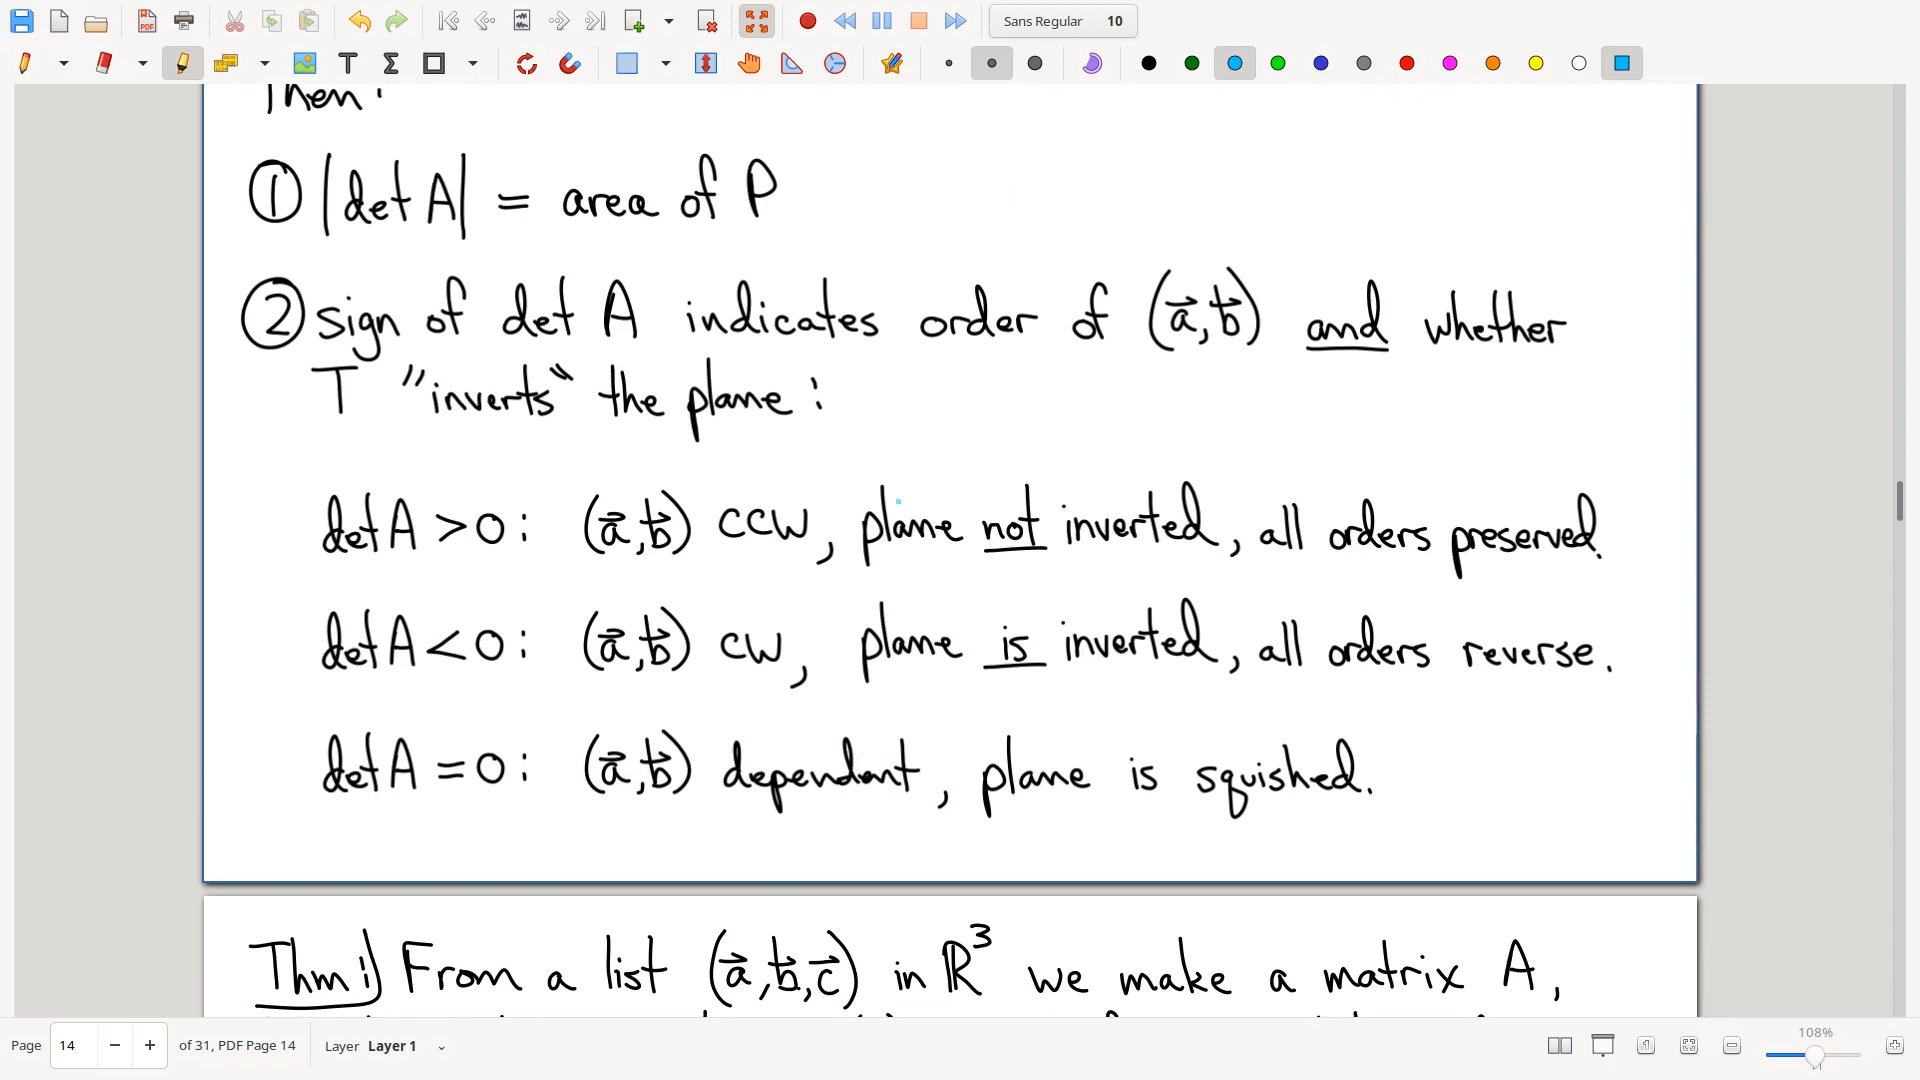 Sans Regular 10
Then:
① |det A| = area of P
② sign of det A indicates order of (a⃗, b⃗) and whether
T "inverts" the plane:
det A > 0: (a⃗, b⃗) CCW, plane not inverted, all orders preserved.
det A < 0: (a⃗, b⃗) CW, plane is inverted, all orders reverse.
det A = 0: (a⃗, b⃗) dependent, plane is squished.
Thm:) From a list (a⃗, b⃗, c⃗) in ℝ³ we make a matrix A,
Page 14 of 31, PDF Page 14 Layer Layer 1 108%